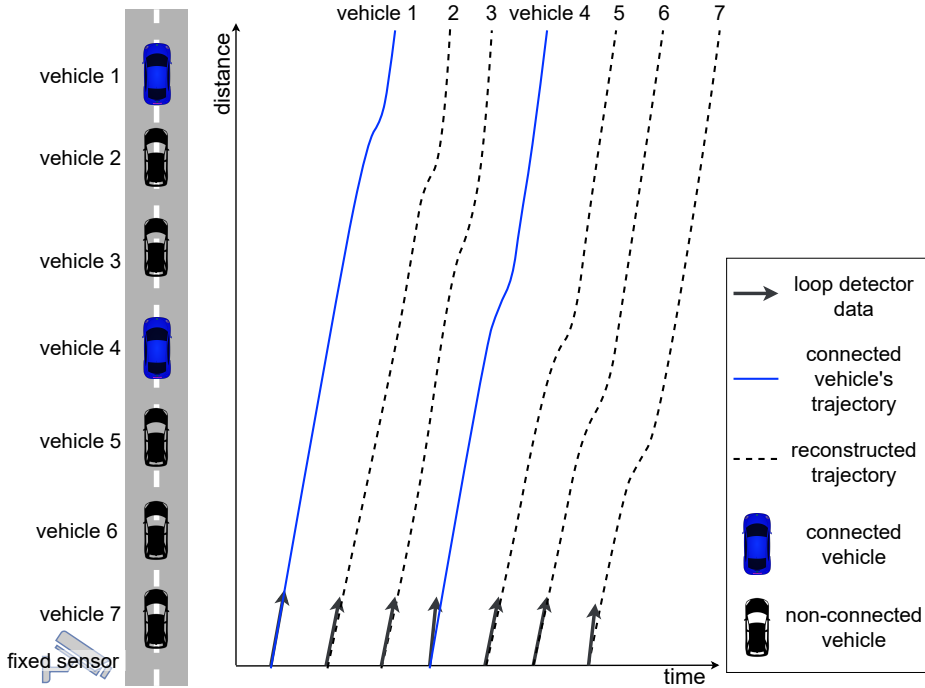 vehicle 1
vehicle 2
vehicle 3
vehicle 4
vehicle 5
vehicle 6
vehicle 7
fixed sensor
distance
vehicle 1 2 3 vehicle 4 5 6 7
time
loop detector
data
connected
vehicle's
trajectory
reconstructed
trajectory
connected
vehicle
non-connected
vehicle